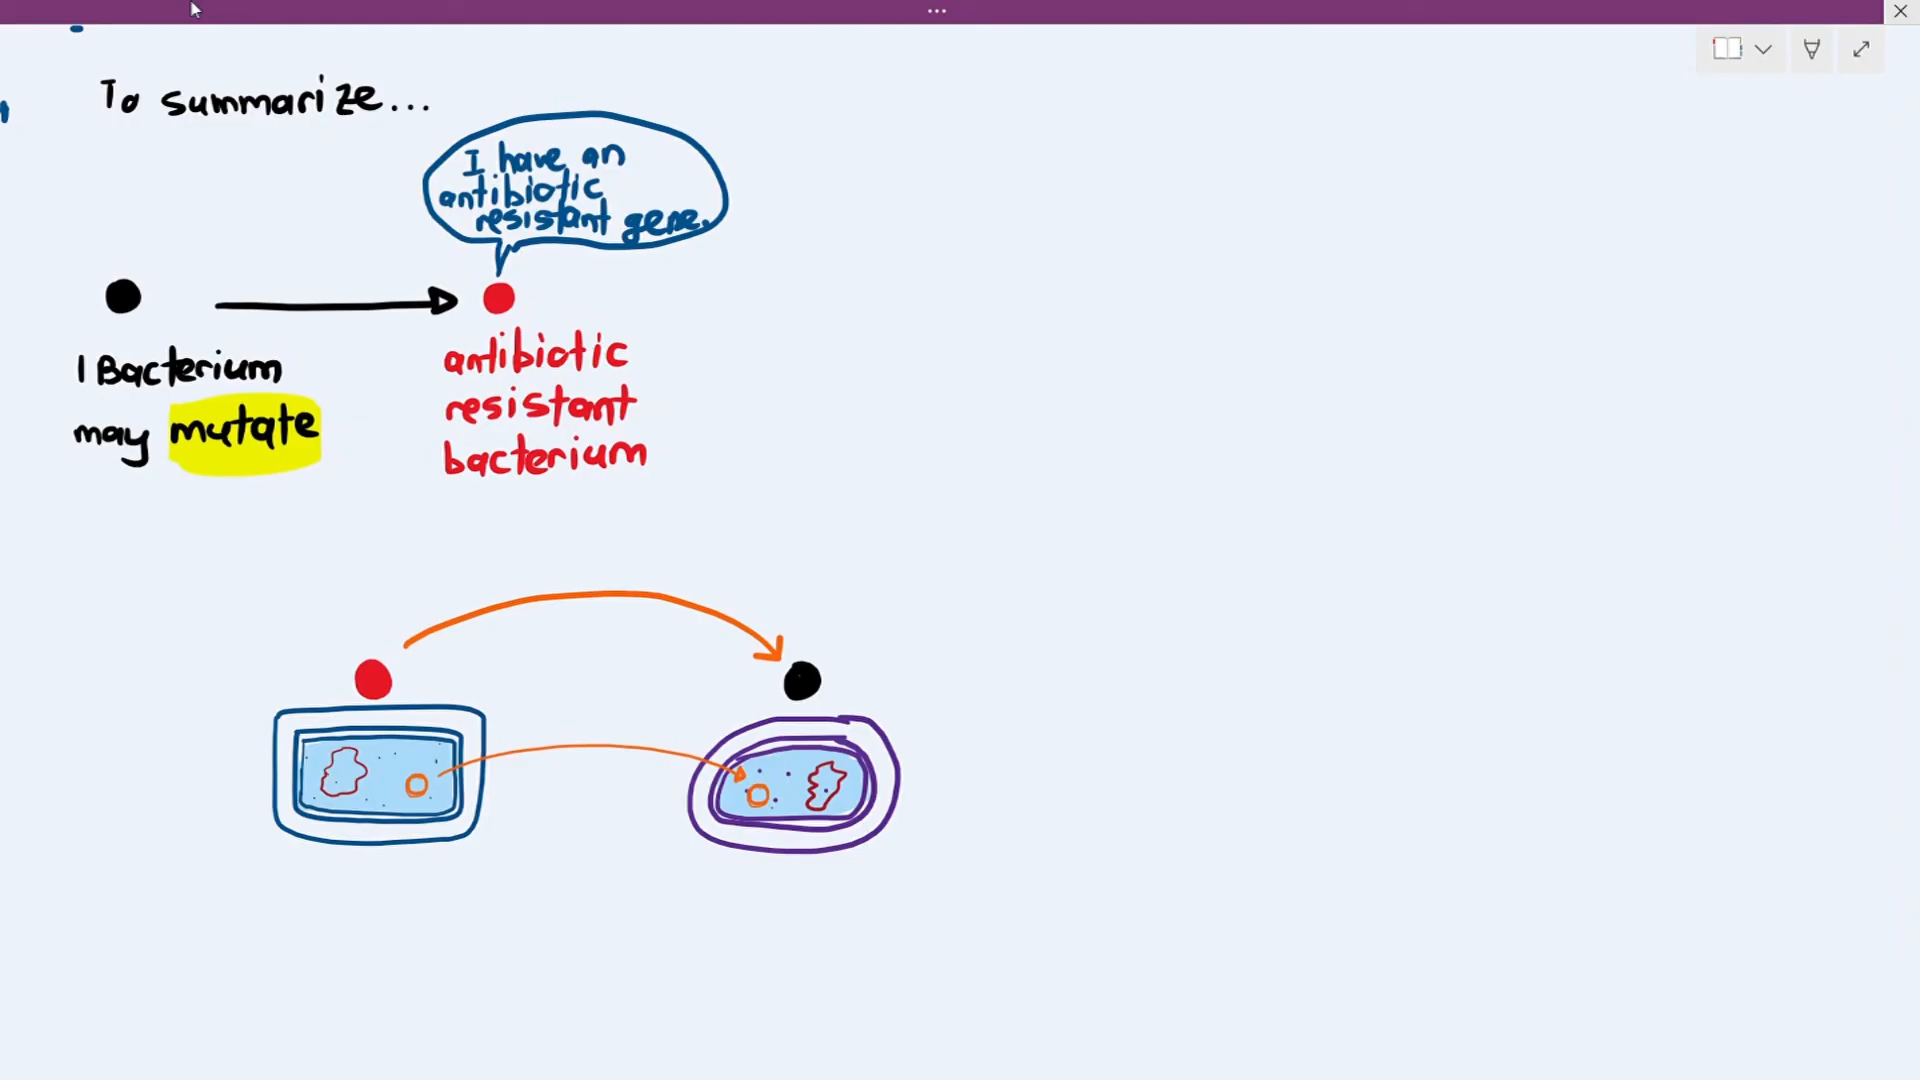 To summarize...
I have an
antibiotic
resistant gene.
1 Bacterium
may mutate
antibiotic
resistant
bacterium